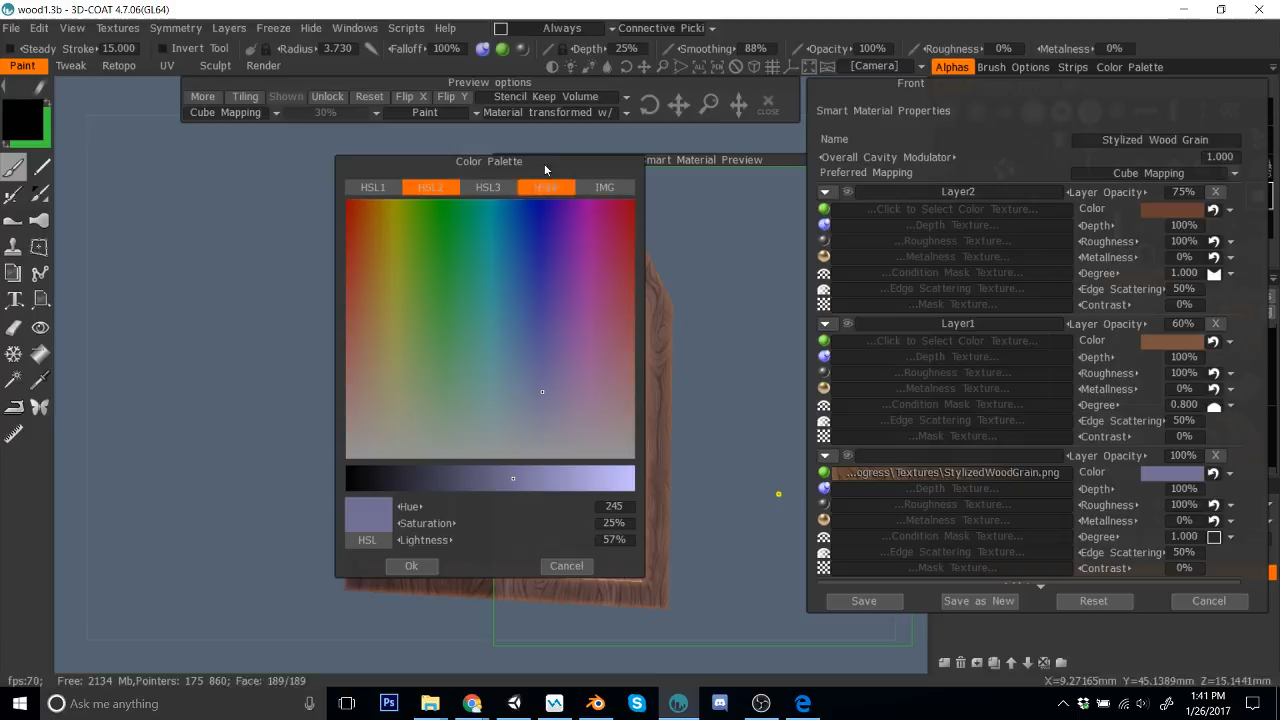 wood1.3b - 3D-COAT 4.7.06(GL64)
File Edit View Textures Symmetry Layers Freeze Hide Windows Scripts Help Always Connective Picki
Steady Stroke 15.000 Invert Tool Radius 3.730 Falloff 100% Depth 25% Smoothing 88% Opacity 100% Roughness 0% Metalness 0%
Paint Tweak Retopo UV Sculpt Render [Camera] Alphas Brush Options Strips Color Palette
Preview options
More Tiling Shown Unlock Reset Flip X Flip Y Stencil Keep Volume
Cube Mapping 30% Paint Material transformed w/ CLOSE
Front
Smart Material Properties
Name Stylized Wood Grain
Overall Cavity Modulator 1.000
Preferred Mapping Cube Mapping
Color Palette
Smart Material Preview
HSL1 HSL2 HSL3 IMG
Hue 245
Saturation 25%
HSL Lightness 57%
Ok Cancel
Layer2 Layer Opacity 75% X
...Click to Select Color Texture... Color
...Depth Texture... Depth 100%
...Roughness Texture... Roughness 100%
...Metalness Texture... Metallness 0%
...Condition Mask Texture... Degree 1.000
...Edge Scattering Texture... Edge Scattering 50%
...Mask Texture... Contrast 0%
Layer1 Layer Opacity 60% X
...Click to Select Color Texture... Color
...Depth Texture... Depth 100%
...Roughness Texture... Roughness 100%
...Metalness Texture... Metallness 0%
...Condition Mask Texture... Degree 0.800
...Edge Scattering Texture... Edge Scattering 50%
...Mask Texture... Contrast 0%
Layer Opacity 100% X
...ogress\Textures\StylizedWoodGrain.png Color
...Depth Texture... Depth 100%
...Roughness Texture... Roughness 100%
...Metalness Texture... Metallness 0%
...Condition Mask Texture... Degree 1.000
...Edge Scattering Texture... Edge Scattering 50%
...Mask Texture... Contrast 0%
Save Save as New Reset Cancel
fps:70; Free: 2134 Mb,Pointers: 175 860; Face: 189/189 X=9.27165mm Y=45.1389mm Z=15.1441mm
Ask me anything
Ps
1:41 PM
1/26/2017